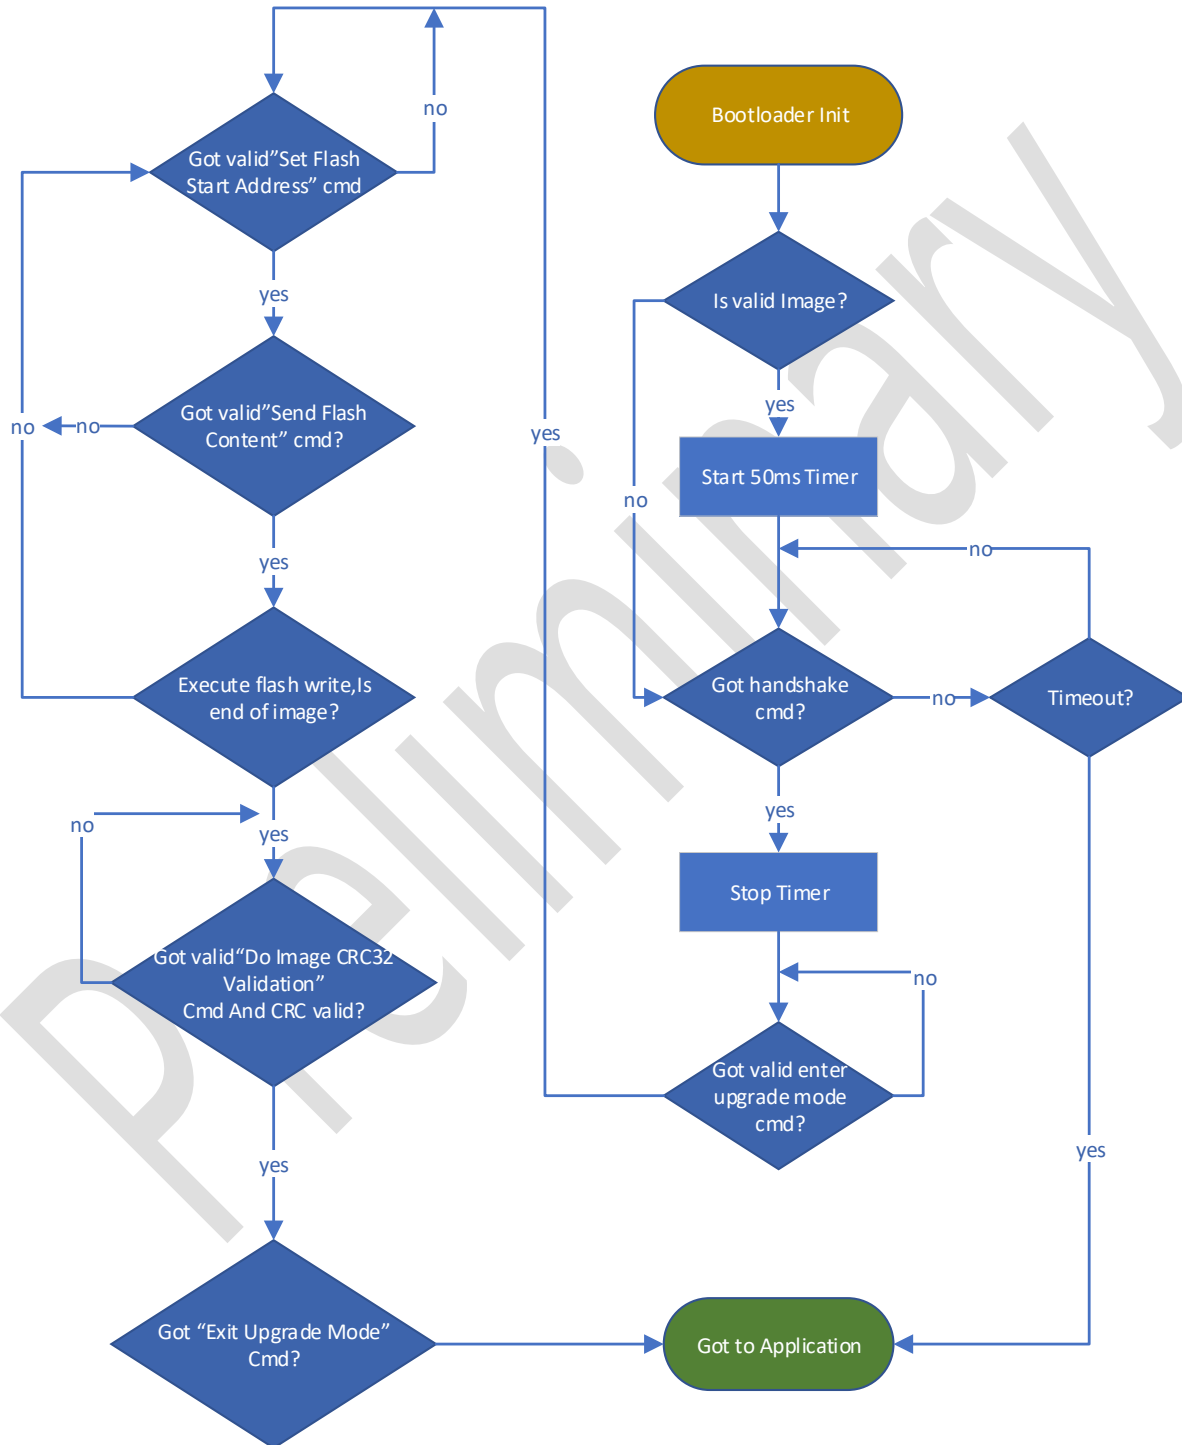 no
Got valid”Set Flash
Start Address” cmd
yes
Got valid”Send Flash
Content” cmd?
no
no
yes
Execute flash write,Is
end of image?
no
yes
Got valid“Do Image CRC32
Validation”
Cmd And CRC valid?
yes
Got “Exit Upgrade Mode”
Cmd?
yes
Bootloader Init
Is valid Image?
yes
Start 50ms Timer
no
no
Got handshake
cmd?
no
Timeout?
yes
Stop Timer
no
Got valid enter
upgrade mode
cmd?
yes
Got to Application
Preliminary